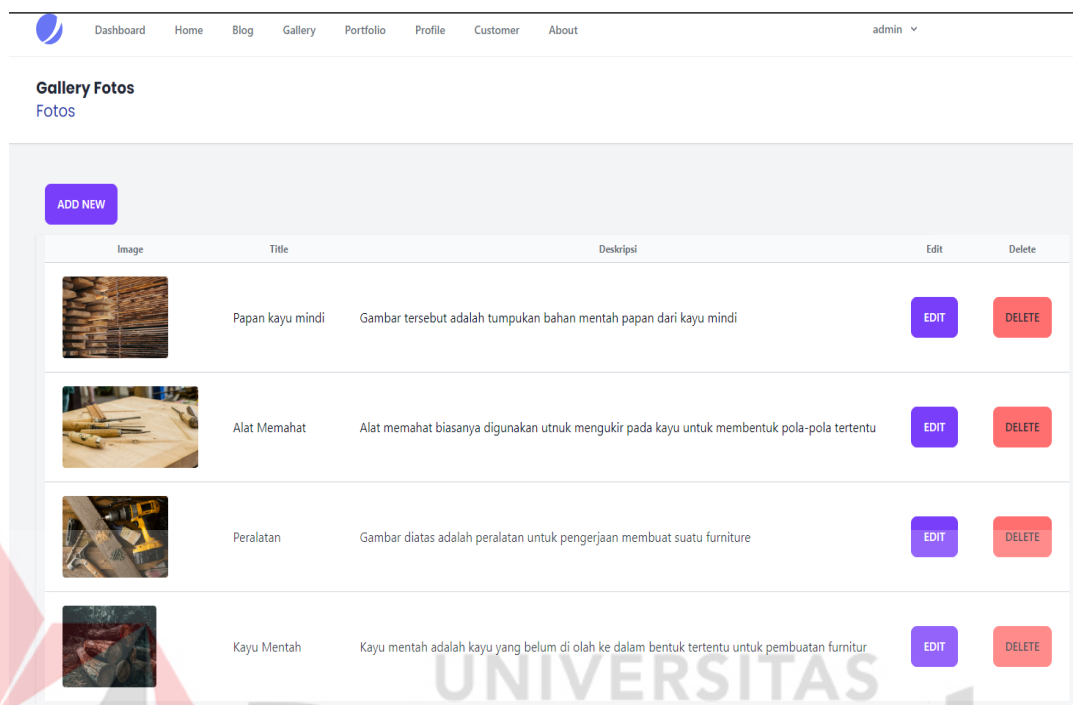 Dashboard Home Blog Gallery Portfolio Profile Customer About admin
Gallery Fotos
Fotos
ADD NEW
Image Title Deskripsi Edit Delete
Papan kayu mindi Gambar tersebut adalah tumpukan bahan mentah papan dari kayu mindi EDIT DELETE
Alat Memahat Alat memahat biasanya digunakan utnuk mengukir pada kayu untuk membentuk pola-pola tertentu EDIT DELETE
Peralatan Gambar diatas adalah peralatan untuk pengerjaan membuat suatu furniture EDIT DELETE
Kayu Mentah Kayu mentah adalah kayu yang belum di olah ke dalam bentuk tertentu untuk pembuatan furnitur EDIT DELETE
UNIVERSITAS